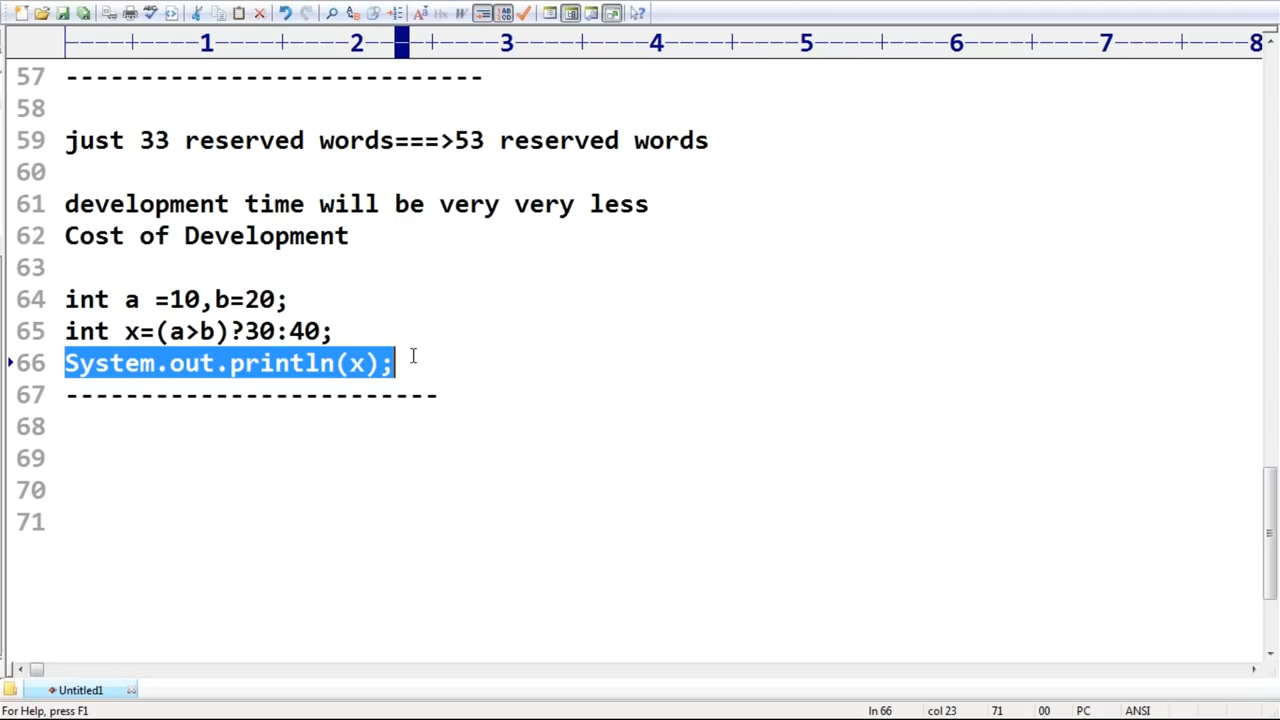 1 2 3 4 5 6 7 8
57 ----------------------------
58
59 just 33 reserved words===>53 reserved words
60
61 development time will be very very less
62 Cost of Development
63
64 int a =10,b=20;
65 int x=(a>b)?30:40;
66 System.out.println(x);
67 -------------------------
68
69
70
71
Untitled1
For Help, press F1 ln 66 col 23 71 00 PC ANSI